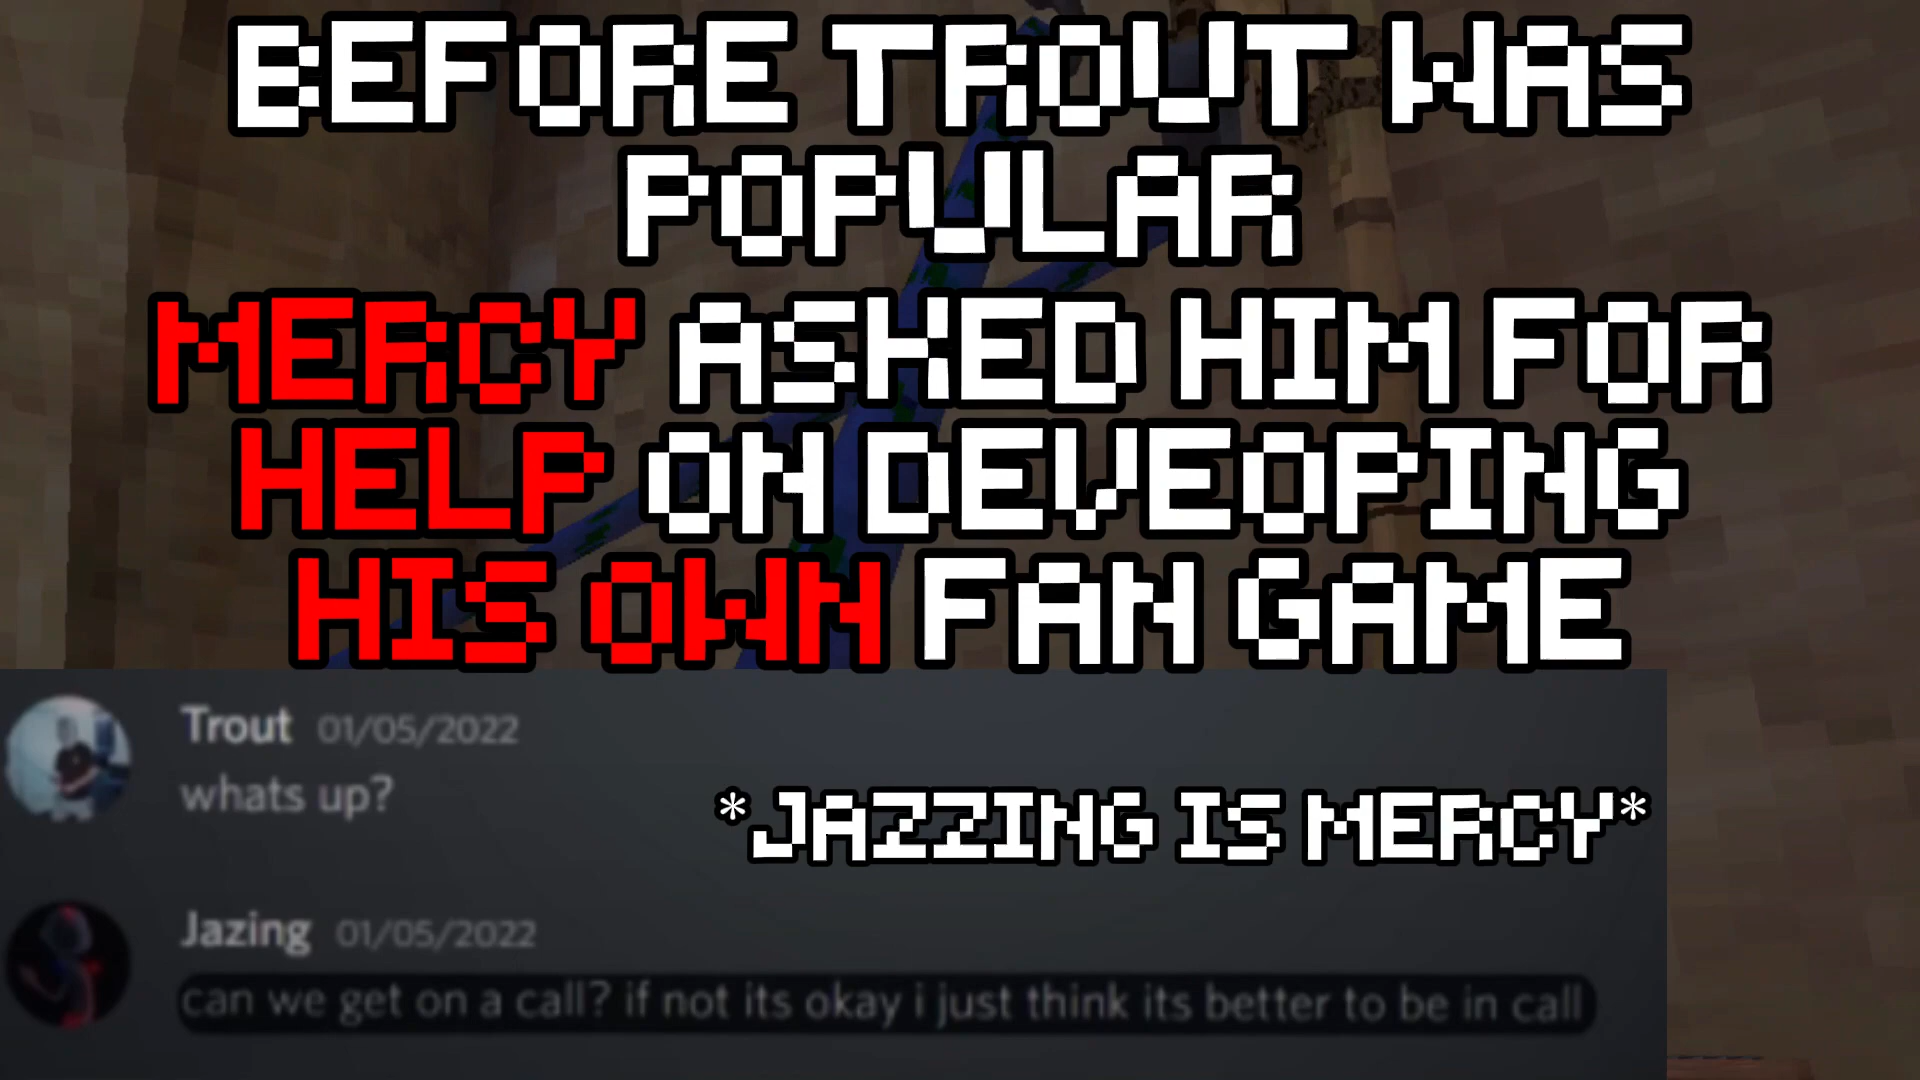 BEFORE TROUT WAS
POPULAR
MERCY ASKED HIM FOR
HELP ON DEVEOPING
HIS OWN FAN GAME
Trout 01/05/2022
whats up?
*JAZZING IS MERCY*
Jazing 01/05/2022
can we get on a call? if not its okay i just think its better to be in call